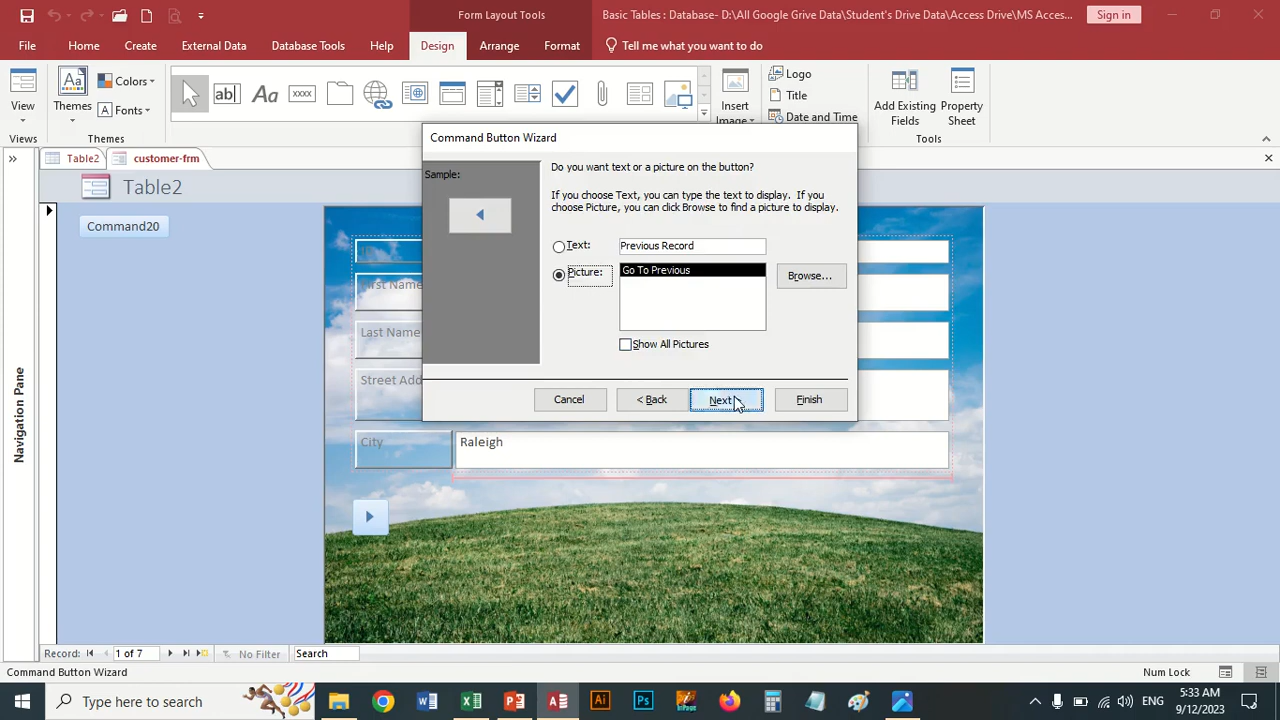 Form Layout Tools
Basic Tables : Database- D:\All Google Grive Data\Student's Drive Data\Access Drive\MS Acces...
Sign in
File
Home
Create
External Data
Database Tools
Help
Design
Arrange
Format
Tell me what you want to do
View
Themes
Colors
Fonts
Aa
ab
Aa
xxxx
Insert
Image
Logo
Title
Date and Time
Add Existing
Fields
Property
Sheet
Views
Themes
Tools
Table2
customer-frm
Table2
Command20
Command Button Wizard
Sample:
Do you want text or a picture on the button?
If you choose Text, you can type the text to display. If you
choose Picture, you can click Browse to find a picture to display.
Text:
Previous Record
Picture:
Go To Previous
Browse...
Show All Pictures
Cancel
< Back
Next
Finish
First Name
Last Name
Street Add
City
Raleigh
Navigation Pane
Record:
1 of 7
No Filter
Search
Command Button Wizard
Num Lock
Type here to search
ENG
5:33 AM
9/12/2023